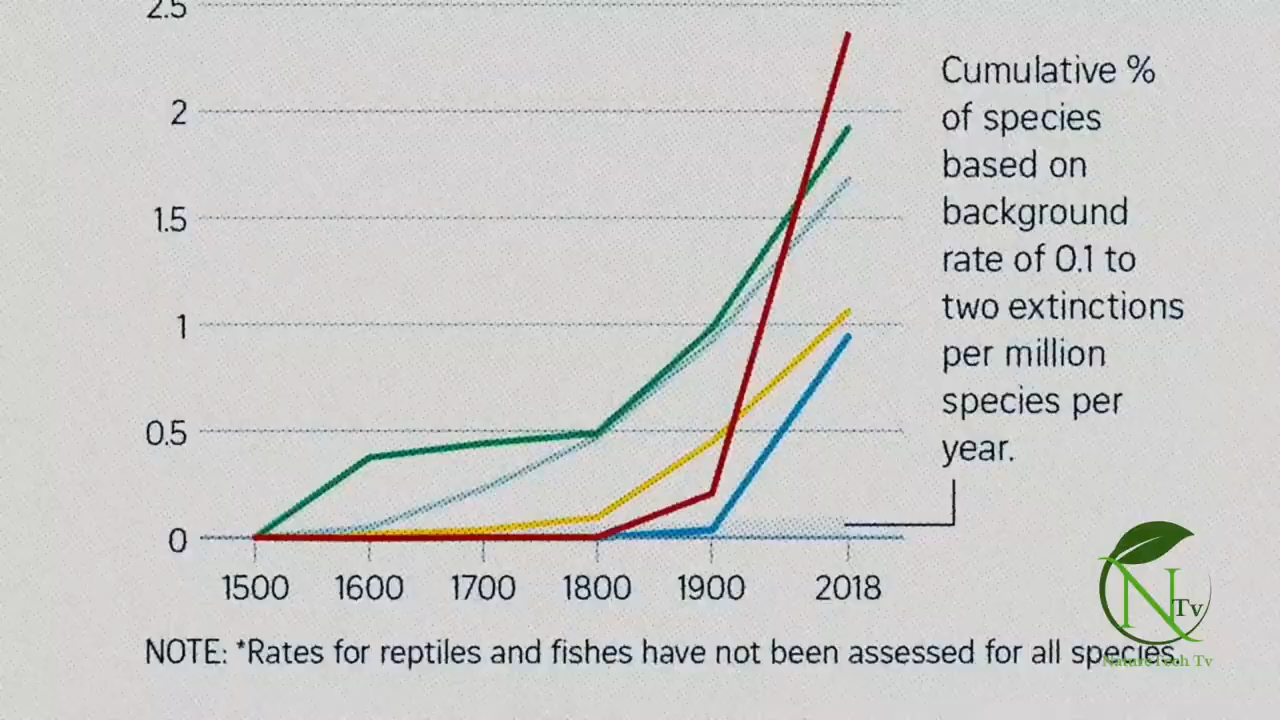 2.5
2
1.5
1
0.5
0
1500 1600 1700 1800 1900 2018
Cumulative %
of species
based on
background
rate of 0.1 to
two extinctions
per million
species per
year.
NOTE: *Rates for reptiles and fishes have not been assessed for all species.
N Tv
NatureTech Tv